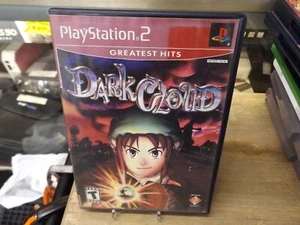 PlayStation 2
GREATEST HITS
DARK CLOUD
T